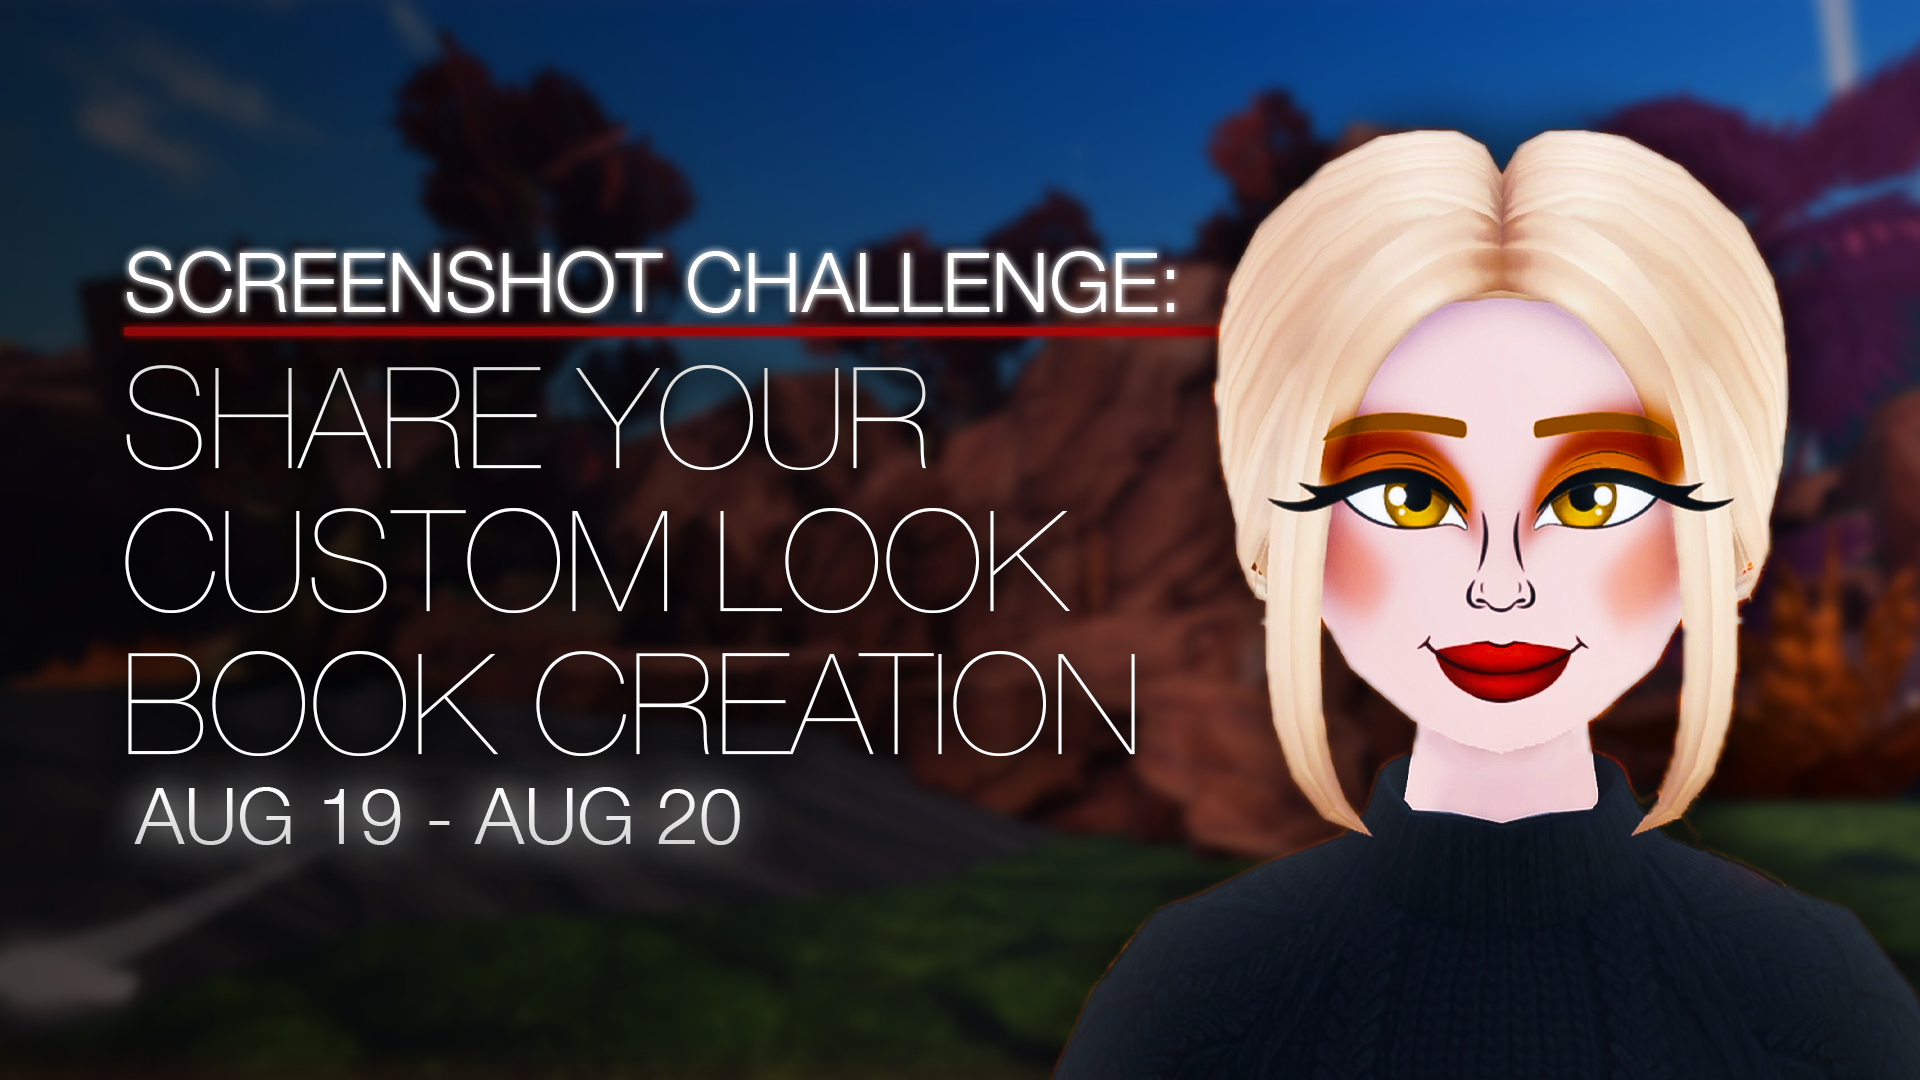 SCREENSHOT CHALLENGE:
SHARE YOUR
CUSTOM LOOK
BOOK CREATION
AUG 19 - AUG 20